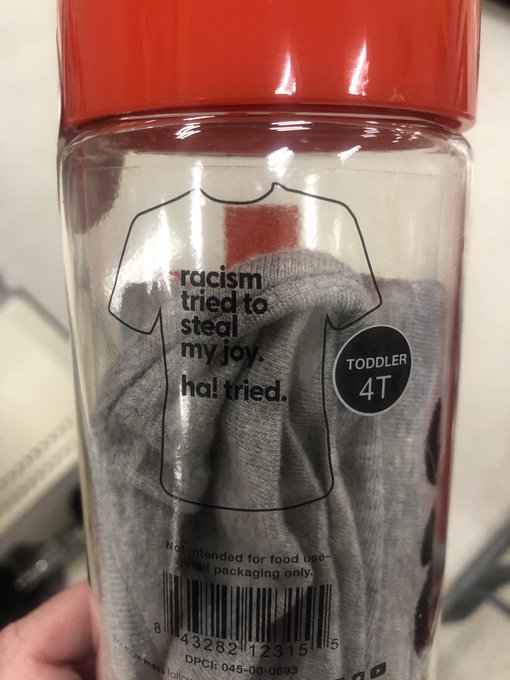 racism
tried to
steal
my joy.
ha! tried.
TODDLER
4T
Not intended for food use-
retail packaging only.
8 43282 12315 5
DPCI: 045-00-0693